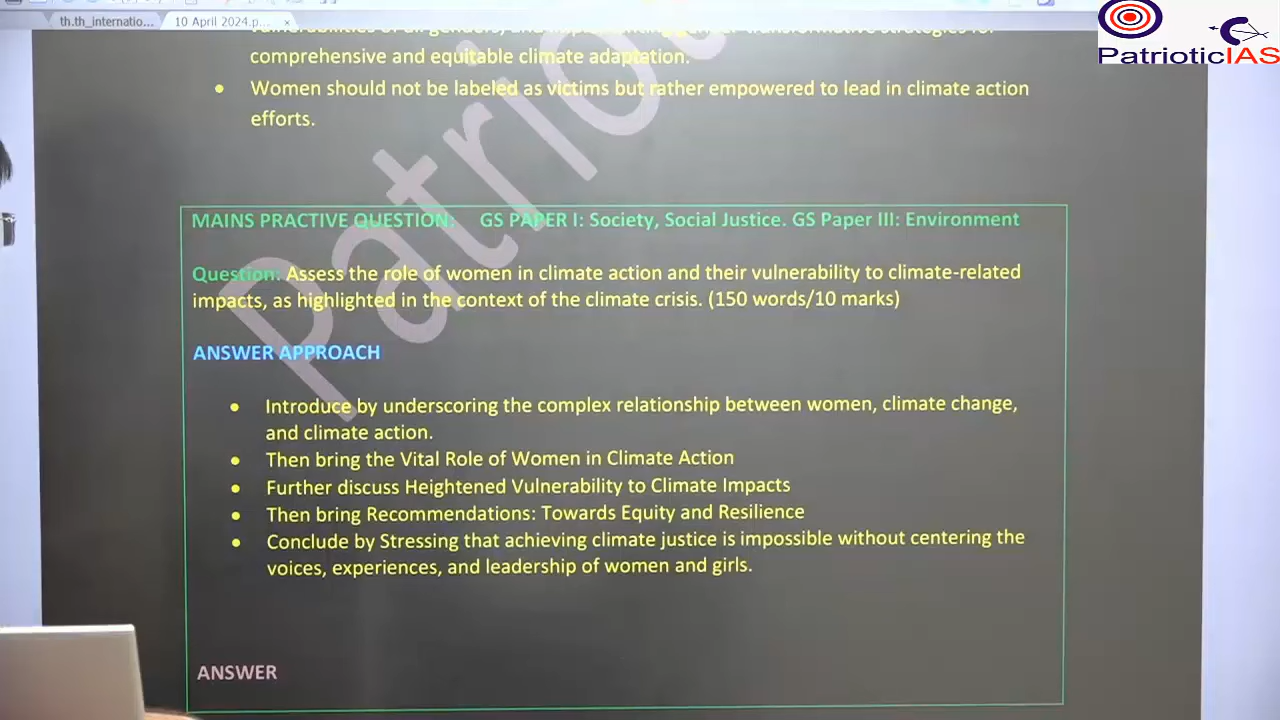 th.th_internatio...
10 April 2024.p...
PatrioticIAS
comprehensive and equitable climate adaptation.
• Women should not be labeled as victims but rather empowered to lead in climate action
efforts.
Patriot
MAINS PRACTIVE QUESTION: GS PAPER I: Society, Social Justice. GS Paper III: Environment
Question: Assess the role of women in climate action and their vulnerability to climate-related
impacts, as highlighted in the context of the climate crisis. (150 words/10 marks)
ANSWER APPROACH
• Introduce by underscoring the complex relationship between women, climate change,
and climate action.
• Then bring the Vital Role of Women in Climate Action
• Further discuss Heightened Vulnerability to Climate Impacts
• Then bring Recommendations: Towards Equity and Resilience
• Conclude by Stressing that achieving climate justice is impossible without centering the
voices, experiences, and leadership of women and girls.
ANSWER